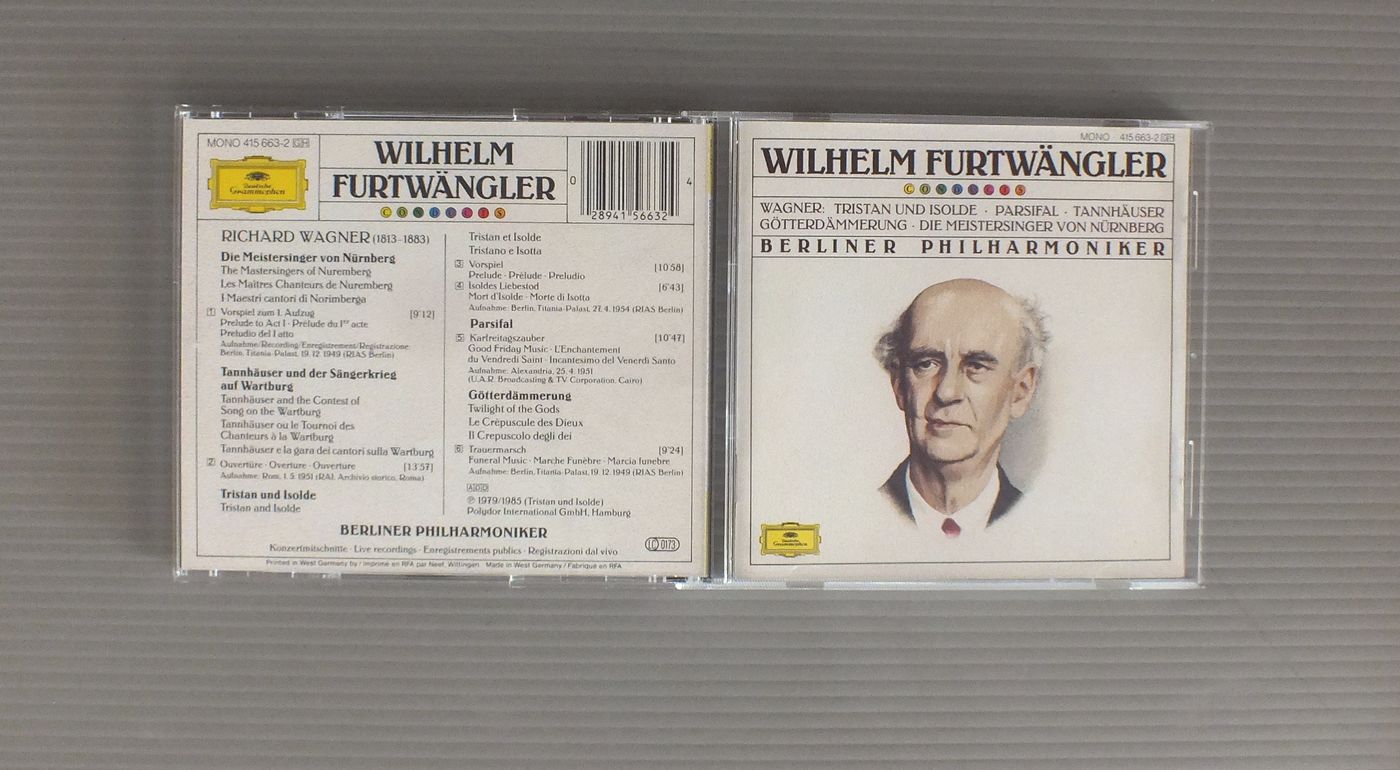 MONO 415 663-2 GH
Deutsche
Grammophon
WILHELM
FURTWÄNGLER
CONDUCTS
0
28941 56632
4
RICHARD WAGNER (1813–1883)
Die Meistersinger von Nürnberg
The Mastersingers of Nuremberg
Les Maîtres Chanteurs de Nuremberg
I Maestri cantori di Norimberga
1 Vorspiel zum 1. Aufzug [9'12]
Prelude to Act I · Prélude du 1er acte
Preludio del I atto
Aufnahme/Recording/Enregistrement/Registrazione:
Berlin, Titania-Palast, 19. 12. 1949 (RIAS Berlin)
Tannhäuser und der Sängerkrieg
auf Wartburg
Tannhäuser and the Contest of
Song on the Wartburg
Tannhäuser ou le Tournoi des
Chanteurs à la Wartburg
Tannhäuser e la gara dei cantori sulla Wartburg
2 Ouvertüre · Overture · Ouverture [13'57]
Aufnahme: Rom, 1. 5. 1951 (RAI, Archivio storico, Roma)
Tristan und Isolde
Tristan and Isolde
Tristan et Isolde
Tristano e Isotta
3 Vorspiel [10'58]
Prelude · Prélude · Preludio
4 Isoldes Liebestod [6'43]
Mort d'Isolde · Morte di Isotta
Aufnahme: Berlin, Titania-Palast, 27. 4. 1954 (RIAS Berlin)
Parsifal
5 Karfreitagszauber [10'47]
Good Friday Music · L'Enchantement
du Vendredi Saint · Incantesimo del Venerdì Santo
Aufnahme: Alexandria, 25. 4. 1951
(U.A.R. Broadcasting & TV Corporation, Cairo)
Götterdämmerung
Twilight of the Gods
Le Crépuscule des Dieux
Il Crepuscolo degli dei
6 Trauermarsch [9'24]
Funeral Music · Marche Funèbre · Marcia funebre
Aufnahme: Berlin, Titania-Palast, 19. 12. 1949 (RIAS Berlin)
ADD
℗ 1979/1985 (Tristan und Isolde)
Polydor International GmbH, Hamburg
BERLINER PHILHARMONIKER
Konzertmitschnitte · Live recordings · Enregistrements publics · Registrazioni dal vivo
LC 0173
Printed in West Germany by / Imprimé en RFA par Neef, Wittingen Made in West Germany / Fabriqué en RFA
MONO · 415 663-2 GH
WILHELM FURTWÄNGLER
CONDUCTS
WAGNER: TRISTAN UND ISOLDE · PARSIFAL · TANNHÄUSER
GÖTTERDÄMMERUNG · DIE MEISTERSINGER VON NÜRNBERG
BERLINER PHILHARMONIKER
Deutsche
Grammophon